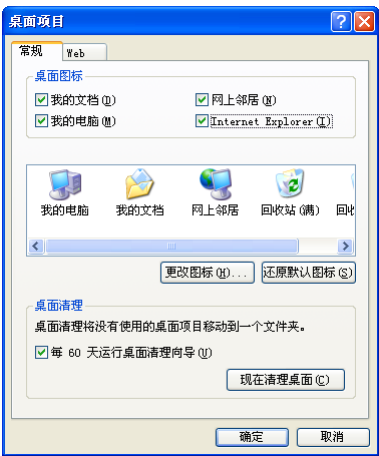 桌面项目
常规 Web
桌面图标
我的文档(D) 网上邻居(N)
我的电脑(M) Internet Explorer(I)
我的电脑 我的文档 网上邻居 回收站(满) 回收
更改图标(H)... 还原默认图标(S)
桌面清理
桌面清理将没有使用的桌面项目移动到一个文件夹。
每 60 天运行桌面清理向导(U)
现在清理桌面(C)
确定 取消